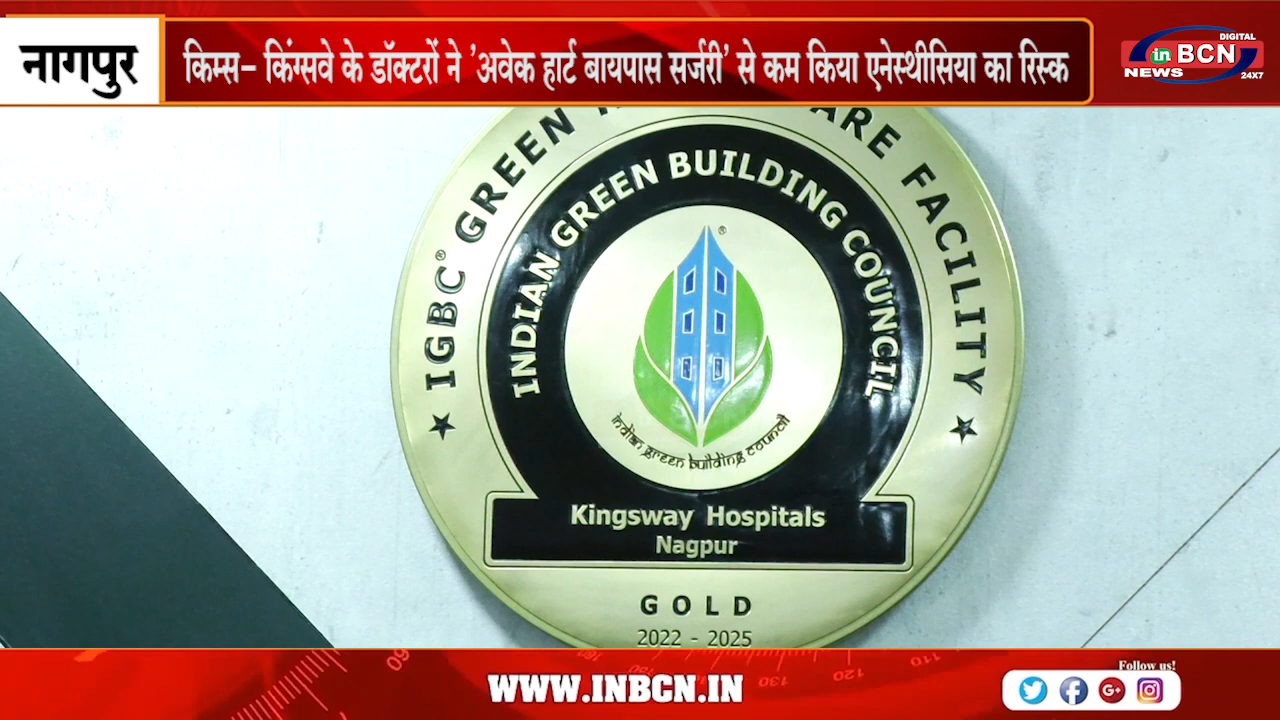 नागपुर
किम्स- किंग्सवे के डॉक्टरों ने 'अवेक हार्ट बायपास सर्जरी' से कम किया एनेस्थीसिया का रिस्क
DIGITAL
in BCN
NEWS 24X7
IGBC® GREEN ARE FACILITY
INDIAN GREEN BUILDING COUNCIL
®
indian green building council
Kingsway Hospitals
Nagpur
GOLD
2022 - 2025
Follow us!
WWW.INBCN.IN